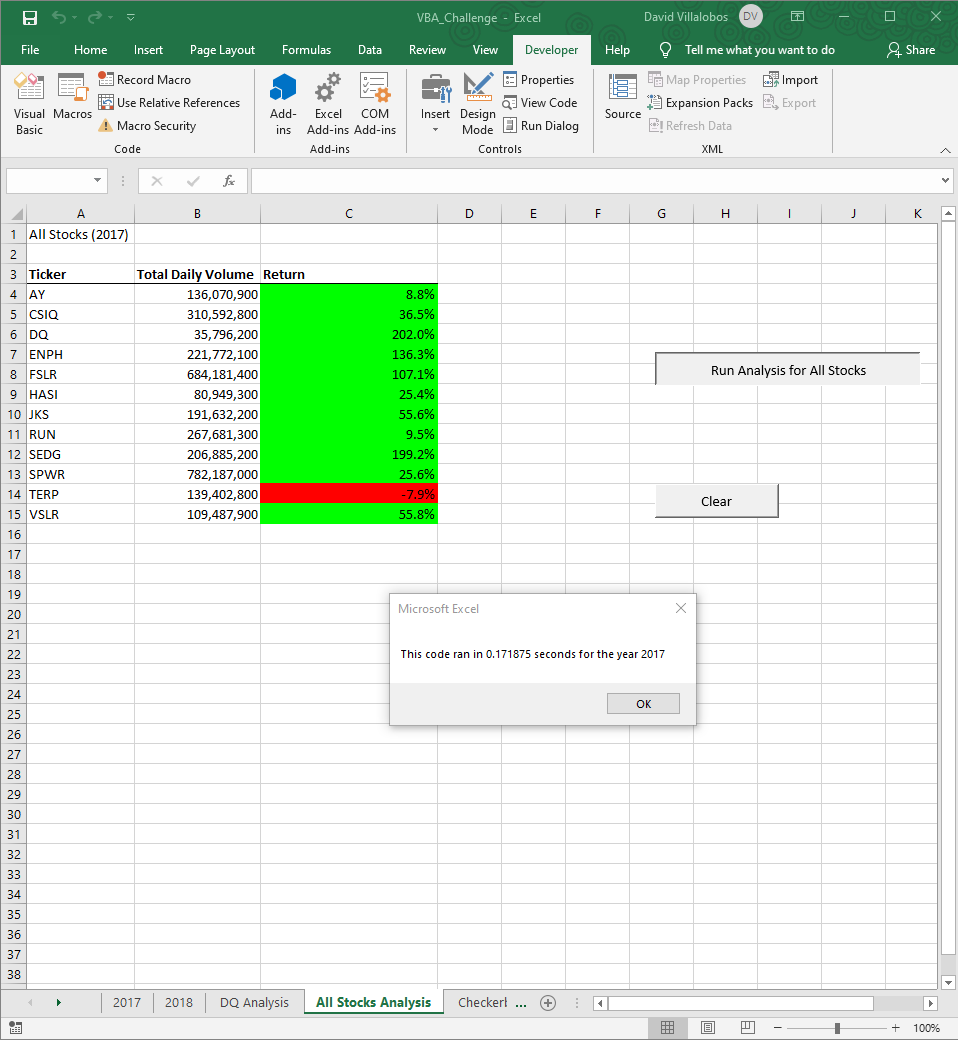 VBA_Challenge - Excel
David Villalobos DV
File Home Insert Page Layout Formulas Data Review View Developer Help Tell me what you want to do Share
Visual Basic
Macros
Record Macro
Use Relative References
Macro Security
Code
Add-ins
Excel Add-ins
COM Add-ins
Add-ins
Insert
Design Mode
Properties
View Code
Run Dialog
Controls
Source
Map Properties
Expansion Packs
Refresh Data
Import
Export
XML
fx
A B C D E F G H I J K
1 All Stocks (2017)
2
3 Ticker Total Daily Volume Return
4 AY 136,070,900 8.8%
5 CSIQ 310,592,800 36.5%
6 DQ 35,796,200 202.0%
7 ENPH 221,772,100 136.3%
8 FSLR 684,181,400 107.1%
9 HASI 80,949,300 25.4%
10 JKS 191,632,200 55.6%
11 RUN 267,681,300 9.5%
12 SEDG 206,885,200 199.2%
13 SPWR 782,187,000 25.6%
14 TERP 139,402,800 -7.9%
15 VSLR 109,487,900 55.8%
Run Analysis for All Stocks
Clear
16
17
18
19
20
21
22
23
24
25
26
27
28
29
30
31
32
33
34
35
36
37
38
Microsoft Excel
This code ran in 0.171875 seconds for the year 2017
OK
2017 2018 DQ Analysis All Stocks Analysis Checkerl ...
100%